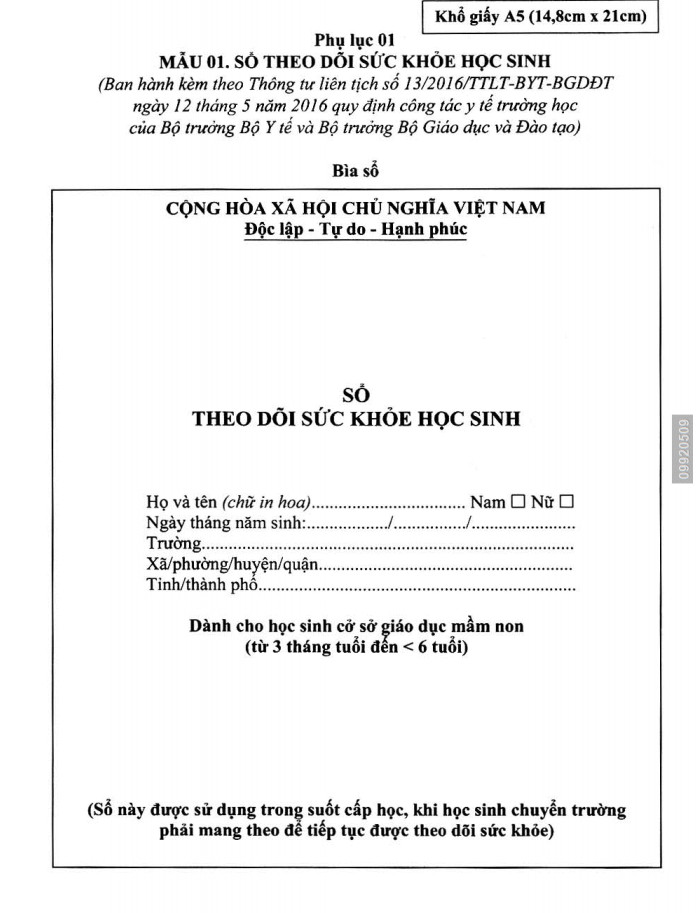 Khổ giấy A5 (14,8cm x 21cm)
Phụ lục 01
MẪU 01. SỔ THEO DÕI SỨC KHỎE HỌC SINH
(Ban hành kèm theo Thông tư liên tịch số 13/2016/TTLT-BYT-BGDĐT
ngày 12 tháng 5 năm 2016 quy định công tác y tế trường học
của Bộ trưởng Bộ Y tế và Bộ trưởng Bộ Giáo dục và Đào tạo)
Bìa sổ
CỘNG HÒA XÃ HỘI CHỦ NGHĨA VIỆT NAM
Độc lập - Tự do - Hạnh phúc
SỔ
THEO DÕI SỨC KHỎE HỌC SINH
Họ và tên (chữ in hoa)................................ Nam ☐ Nữ ☐
Ngày tháng năm sinh:................/.............../......................
Trường...............................................................................
Xã/phường/huyện/quận......................................................
Tỉnh/thành phố...................................................................
Dành cho học sinh cở sở giáo dục mầm non
(từ 3 tháng tuổi đến < 6 tuổi)
(Sổ này được sử dụng trong suốt cấp học, khi học sinh chuyển trường
phải mang theo để tiếp tục được theo dõi sức khỏe)
09920509